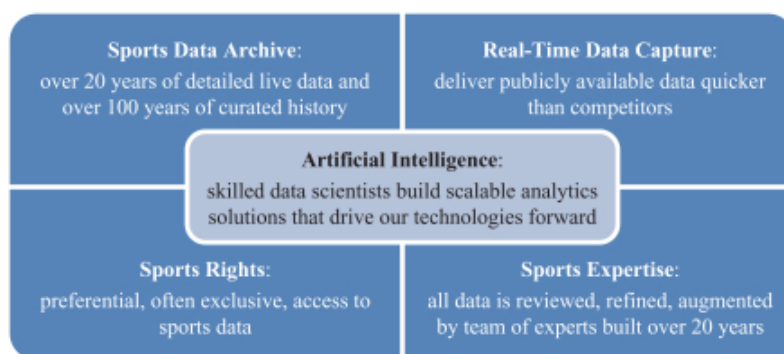 Sports Data Archive:
over 20 years of detailed live data and
over 100 years of curated history
Real-Time Data Capture:
deliver publicly available data quicker
than competitors
Artificial Intelligence:
skilled data scientists build scalable analytics
solutions that drive our technologies forward
Sports Rights:
preferential, often exclusive, access to
sports data
Sports Expertise:
all data is reviewed, refined, augmented
by team of experts built over 20 years